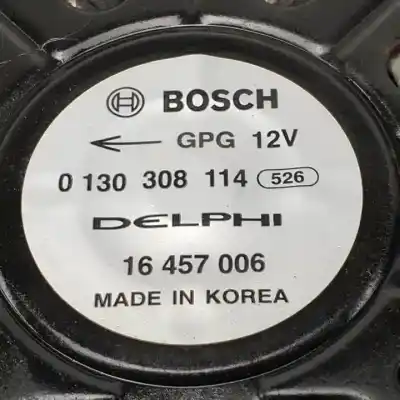 BOSCH
← GPG 12V
0 130 308 114 526
DELPHI
16 457 006
MADE IN KOREA